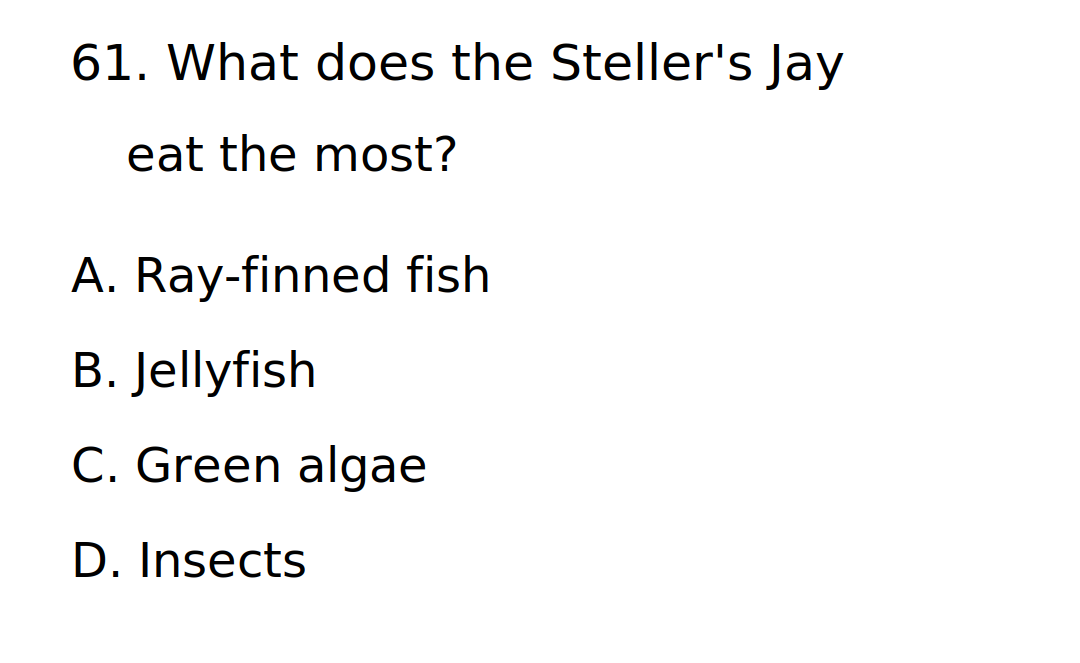 61. What does the Steller's Jay
eat the most?
A. Ray-finned fish
B. Jellyfish
C. Green algae
D. Insects